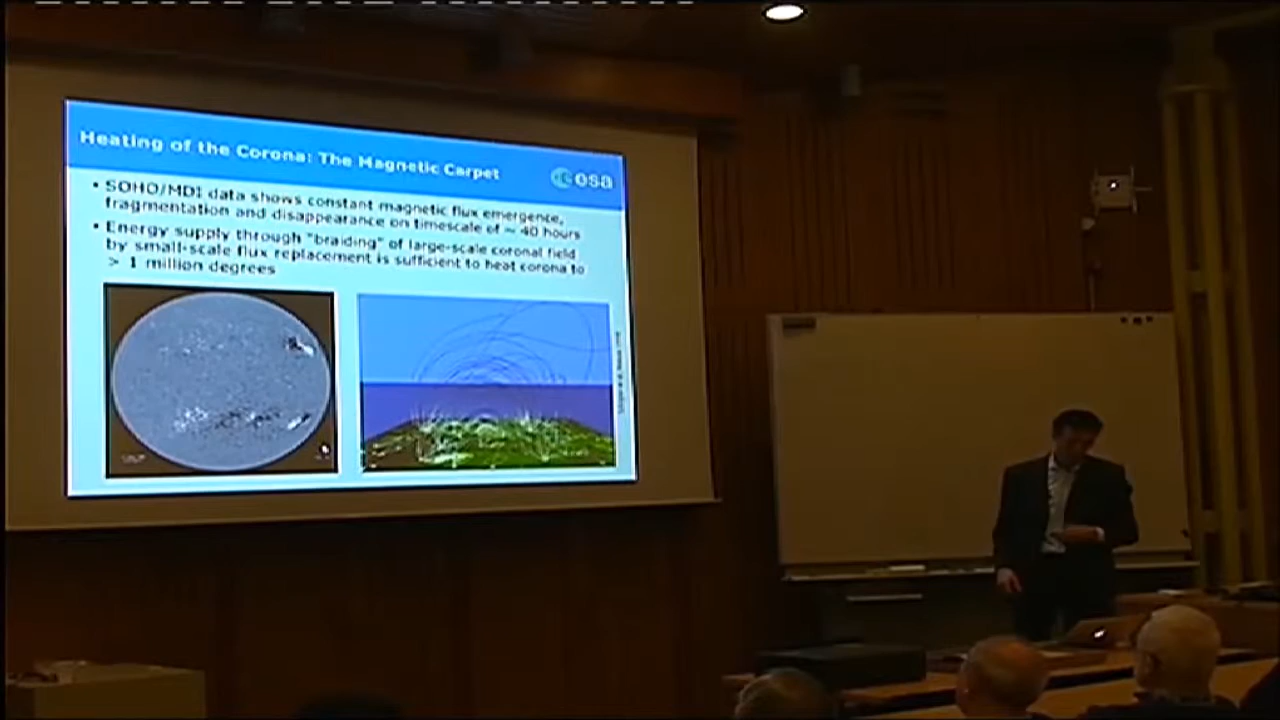 Heating of the Corona: The Magnetic Carpet
esa
• SOHO/MDI data shows constant magnetic flux emergence,
fragmentation and disappearance on timescale of ~ 40 hours
• Energy supply through "braiding" of large-scale coronal field
by small-scale flux replacement is sufficient to heat corona to
> 1 million degrees